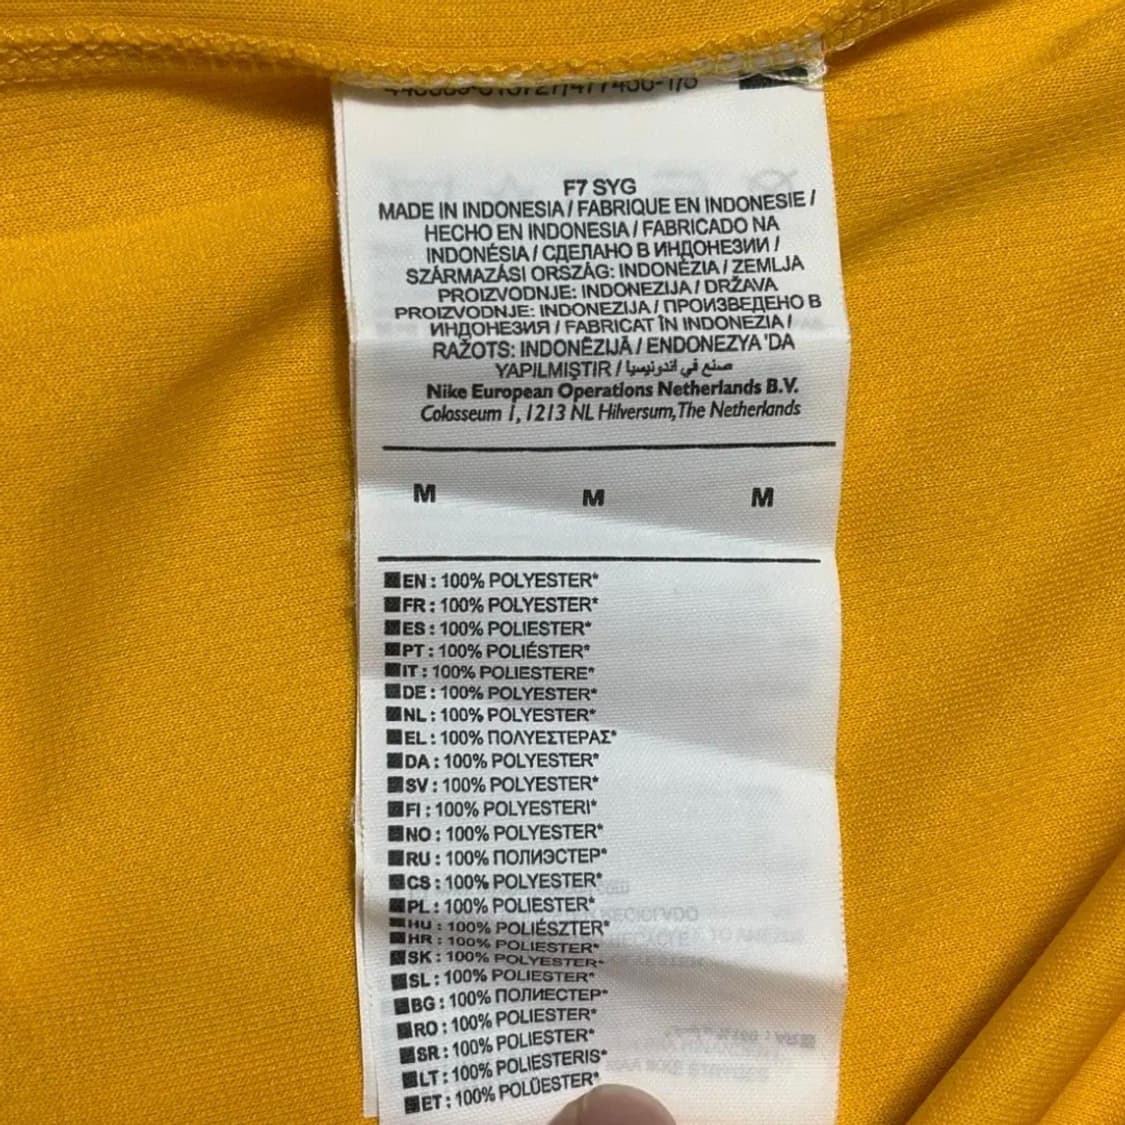 F7 SYG
MADE IN INDONESIA / FABRIQUE EN INDONESIE /
HECHO EN INDONESIA / FABRICADO NA
INDONÉSIA / СДЕЛАНО В ИНДОНЕЗИИ /
SZÁRMAZÁSI ORSZÁG: INDONÉZIA / ZEMLJA
PROIZVODNJE: INDONEZIJA / DRŽAVA
PROIZVODNJE: INDONEZIJA / ПРОИЗВЕДЕНО В
ИНДОНЕЗИЯ / FABRICAT ÎN INDONEZIA /
RAŽOTS: INDONĒZIJĀ / ENDONEZYA 'DA
YAPILMIŞTIR / صنع في اندونيسيا
Nike European Operations Netherlands B.V.
Colosseum 1, 1213 NL Hilversum, The Netherlands
M M M
EN : 100% POLYESTER*
FR : 100% POLYESTER*
ES : 100% POLIESTER*
PT : 100% POLIÉSTER*
IT : 100% POLIESTERE*
DE : 100% POLYESTER*
NL : 100% POLYESTER*
EL : 100% ΠΟΛΥΕΣΤΕΡΑΣ*
DA : 100% POLYESTER*
SV : 100% POLYESTER*
FI : 100% POLYESTERI*
NO : 100% POLYESTER*
RU : 100% ПОЛИЭСТЕР*
CS : 100% POLYESTER*
PL : 100% POLIESTER*
HU : 100% POLIÉSZTER*
HR : 100% POLIESTER*
SK : 100% POLYESTER*
SL : 100% POLIESTER*
BG : 100% ПОЛИЕСТЕР*
RO : 100% POLIESTER*
SR : 100% POLIESTER*
LT : 100% POLIESTERIS*
ET : 100% POLÜESTER*